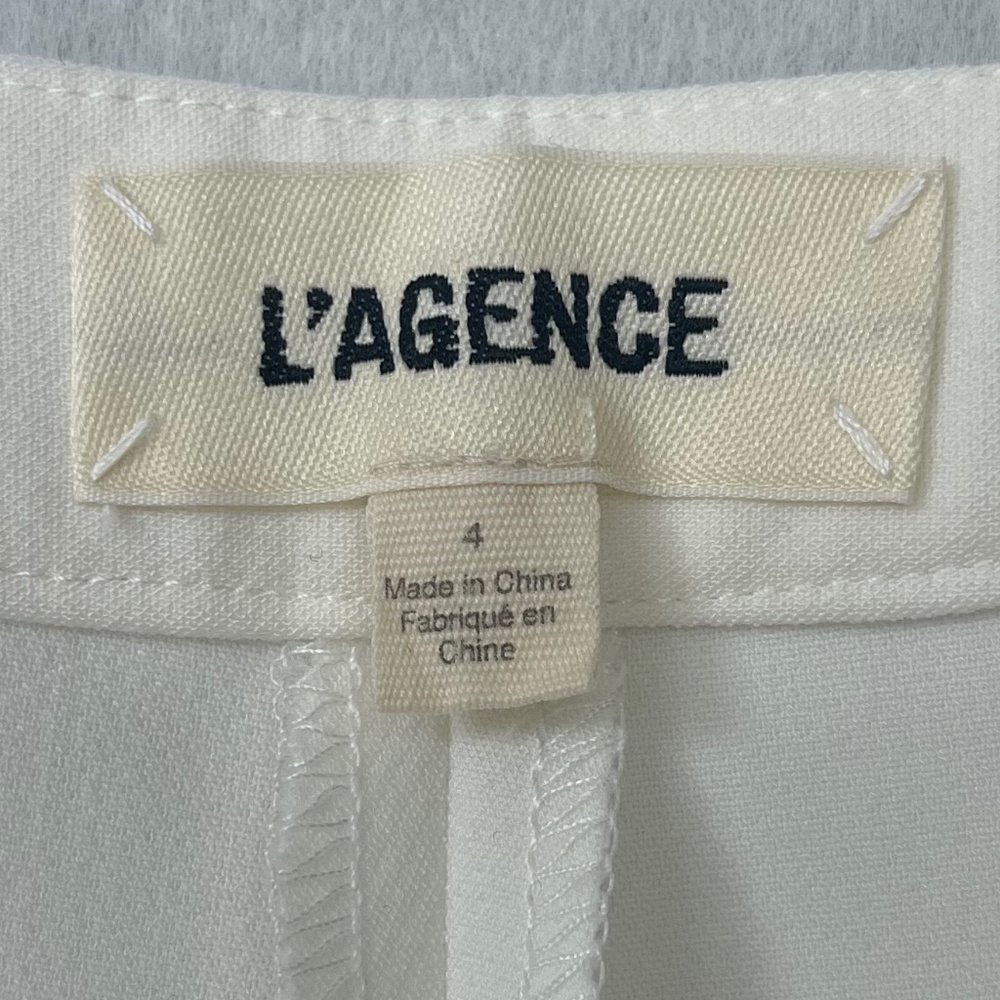 L'AGENCE
4
Made in China
Fabriqué en
Chine